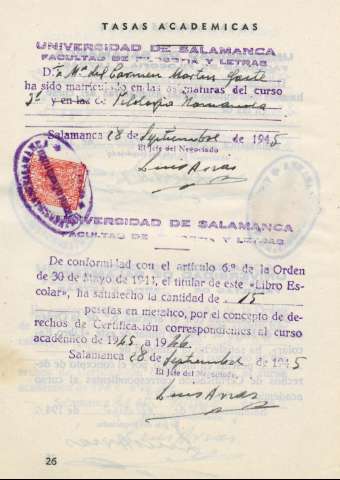 TASAS ACADEMICAS
UNIVERSIDAD DE SALAMANCA
FACULTAD DE FILOSOFIA Y LETRAS
D.ª Mª del Carmen Martín Gaite
ha sido matriculado en las asignaturas del curso
3º y en las de Filología Románica
Salamanca 28 de Septiembre de 1945
El Jefe del Negociado
Luis Arias
UNIVERSIDAD DE SALAMANCA
FACULTAD DE Y LETRAS
De conformidad con el artículo 6.º de la Orden
de 30 de Mayo de 1944, el titular de este «Libro Es-
colar», ha satisfecho la cantidad de 15
pesetas en metálico, por el concepto de de-
rechos de Certificación correspondientes al curso
académico de 1945 a 1946.
Salamanca 28 de Septiembre de 1945
El Jefe del Negociado,
Luis Arias
26